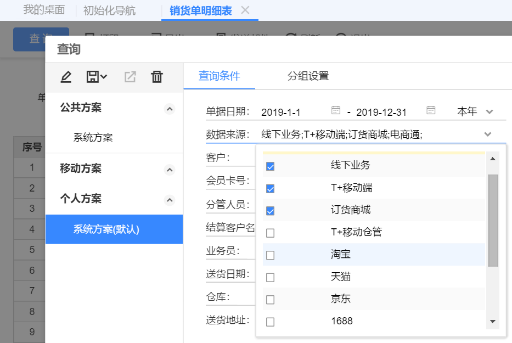 我的桌面 初始化导航 销货单明细表
查询
查询
查询条件 分组设置
公共方案
系统方案
移动方案
个人方案
系统方案(默认)
单据日期: 2019-1-1 - 2019-12-31 本年
数据来源: 线下业务;T+移动端;订货商城;电商通;
客户:
会员卡号:
分管人员:
结算客户名
业务员:
送货日期:
仓库:
送货地址:
线下业务
T+移动端
订货商城
T+移动仓管
淘宝
天猫
京东
1688
单
序号
1
2
3
4
5
6
7
8
9